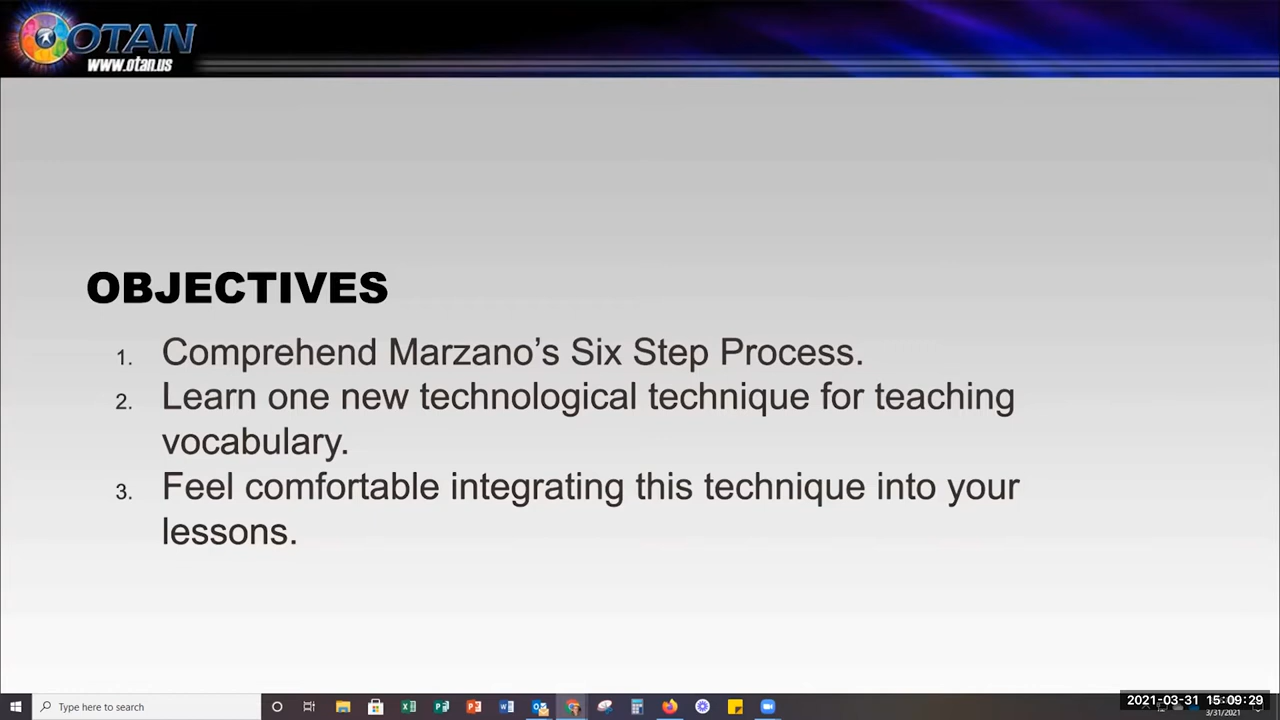 OTAN
www.otan.us
OBJECTIVES
1. Comprehend Marzano’s Six Step Process.
2. Learn one new technological technique for teaching
vocabulary.
3. Feel comfortable integrating this technique into your
lessons.
Type here to search
2021-03-31 15:09:29
3/31/2021